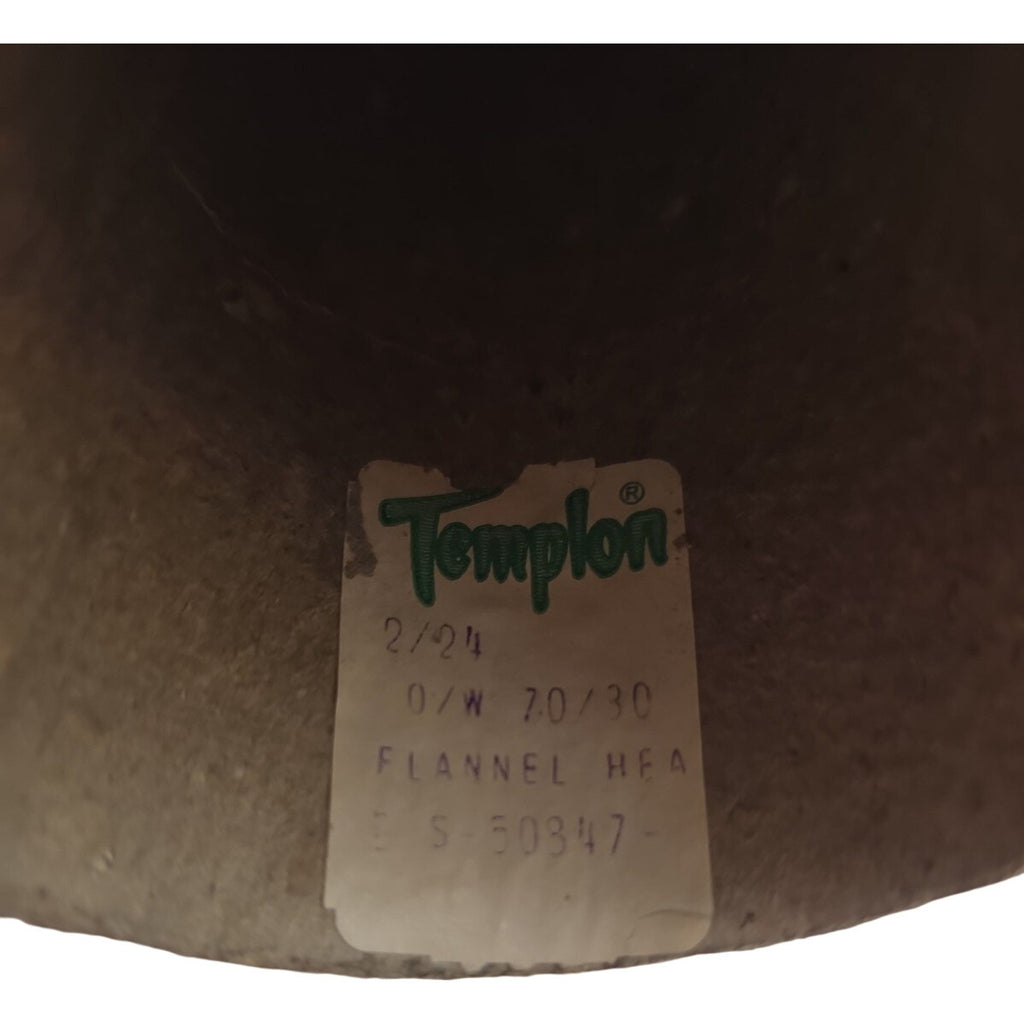 Templon®
2/24
O/W 70/30
FLANNEL HEA
S-50347-